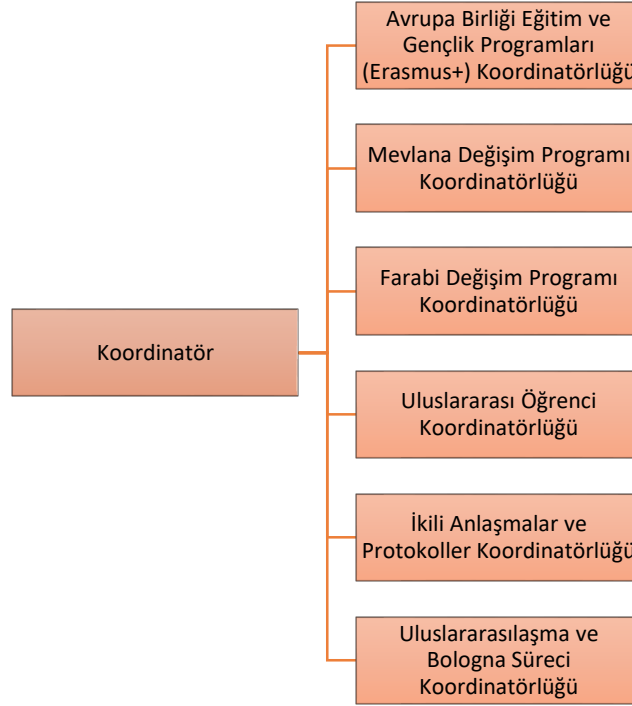 Avrupa Birliği Eğitim ve
Gençlik Programları
(Erasmus+) Koordinatörlüğü
Mevlana Değişim Programı
Koordinatörlüğü
Farabi Değişim Programı
Koordinatörlüğü
Koordinatör
Uluslararası Öğrenci
Koordinatörlüğü
İkili Anlaşmalar ve
Protokoller Koordinatörlüğü
Uluslararasılaşma ve
Bologna Süreci
Koordinatörlüğü